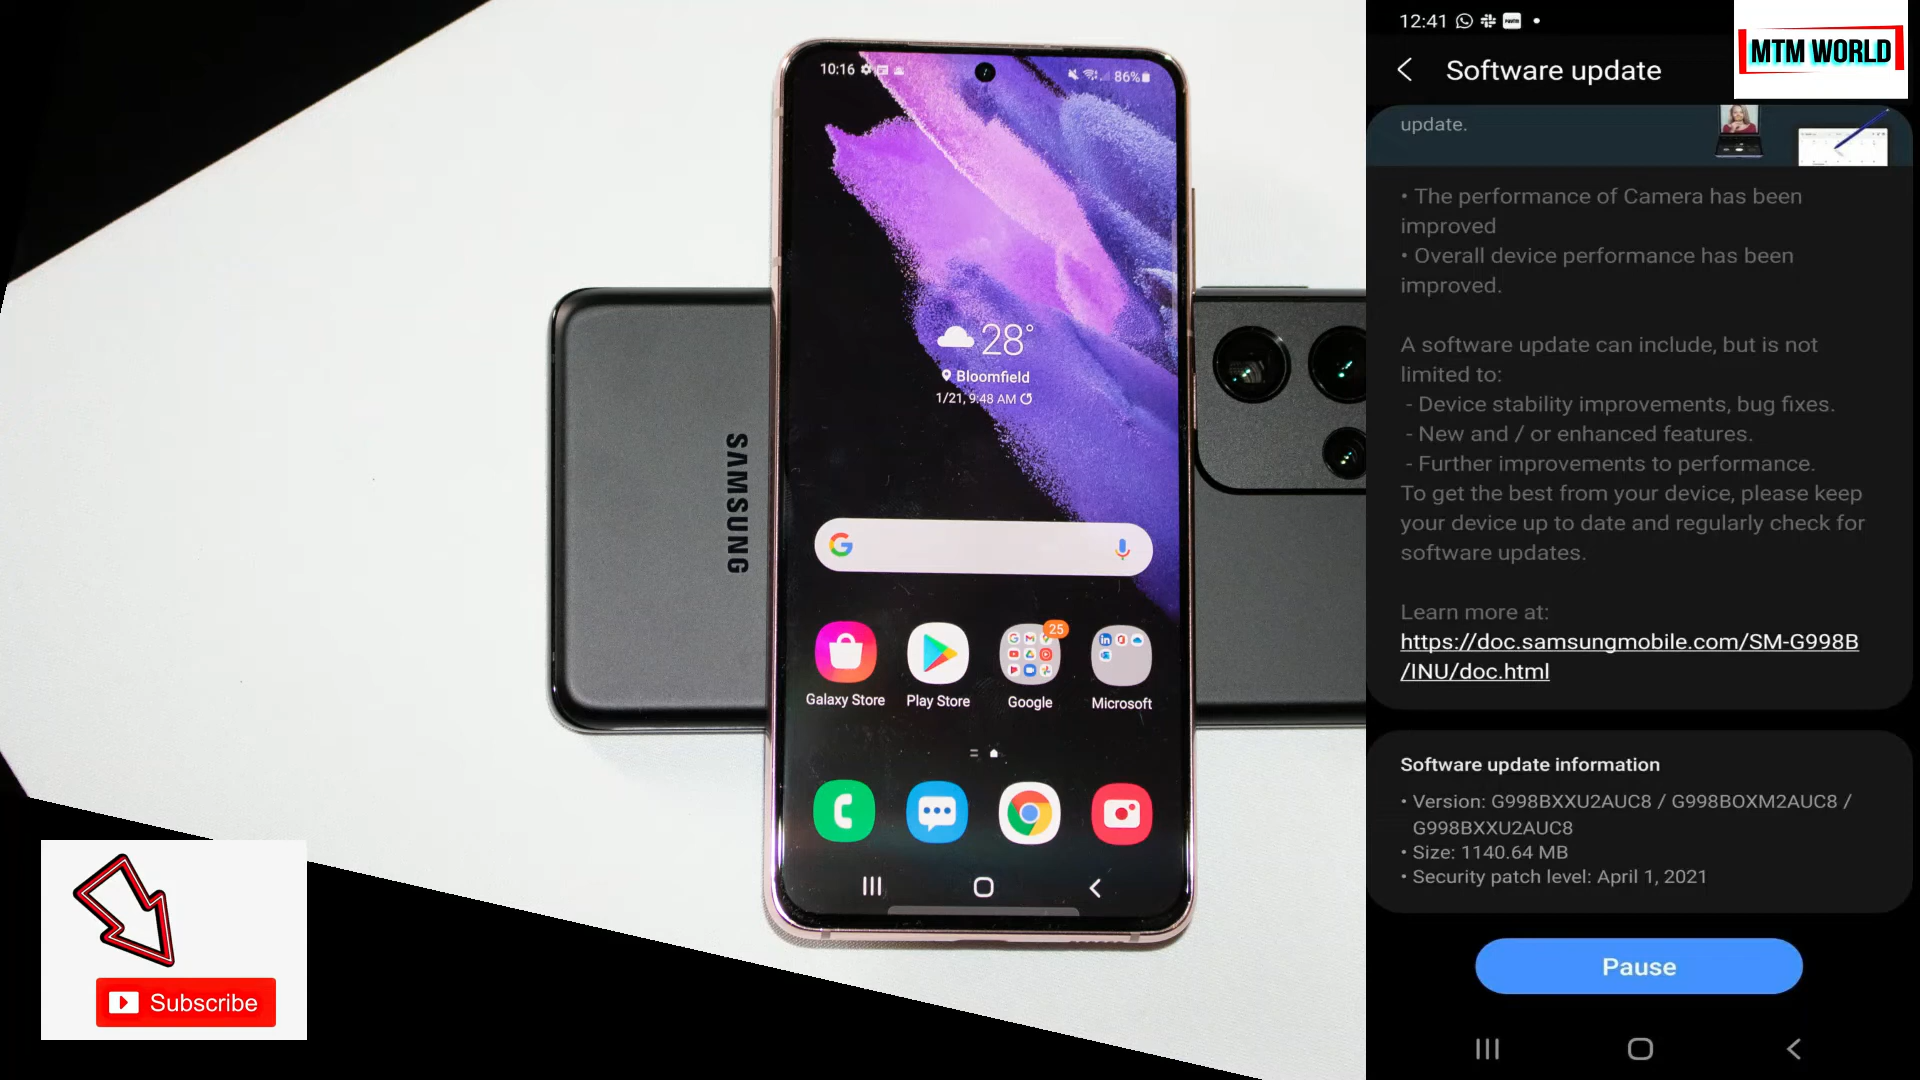 10:16
86%
28°
Bloomfield
1/21, 9:48 AM
SAMSUNG
25
Galaxy Store
Play Store
Google
Microsoft
Subscribe
12:41
MTM WORLD
Software update
update.
• The performance of Camera has been
improved
• Overall device performance has been
improved.
A software update can include, but is not
limited to:
- Device stability improvements, bug fixes.
- New and / or enhanced features.
- Further improvements to performance.
To get the best from your device, please keep
your device up to date and regularly check for
software updates.
Learn more at:
https://doc.samsungmobile.com/SM-G998B
/INU/doc.html
Software update information
• Version: G998BXXU2AUC8 / G998BOXM2AUC8 /
G998BXXU2AUC8
• Size: 1140.64 MB
• Security patch level: April 1, 2021
Pause